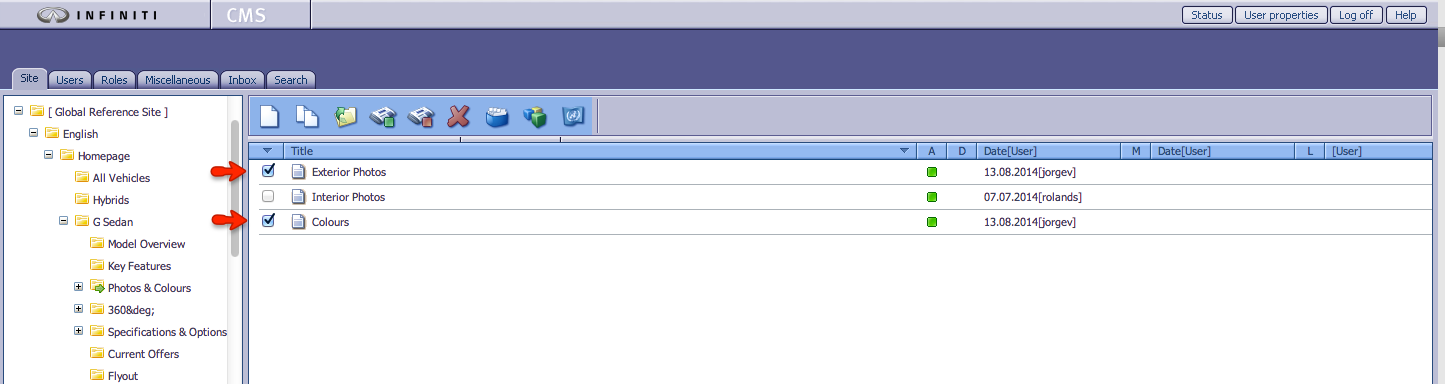 INFINITI CMS Status User properties Log off Help
Site Users Roles Miscellaneous Inbox Search
[ Global Reference Site ]
English
Homepage
All Vehicles
Hybrids
G Sedan
Model Overview
Key Features
Photos & Colours
360&deg;
Specifications & Options
Current Offers
Flyout
Title A D Date[User] M Date[User] L [User]
Exterior Photos 13.08.2014[jorgev]
Interior Photos 07.07.2014[rolands]
Colours 13.08.2014[jorgev]